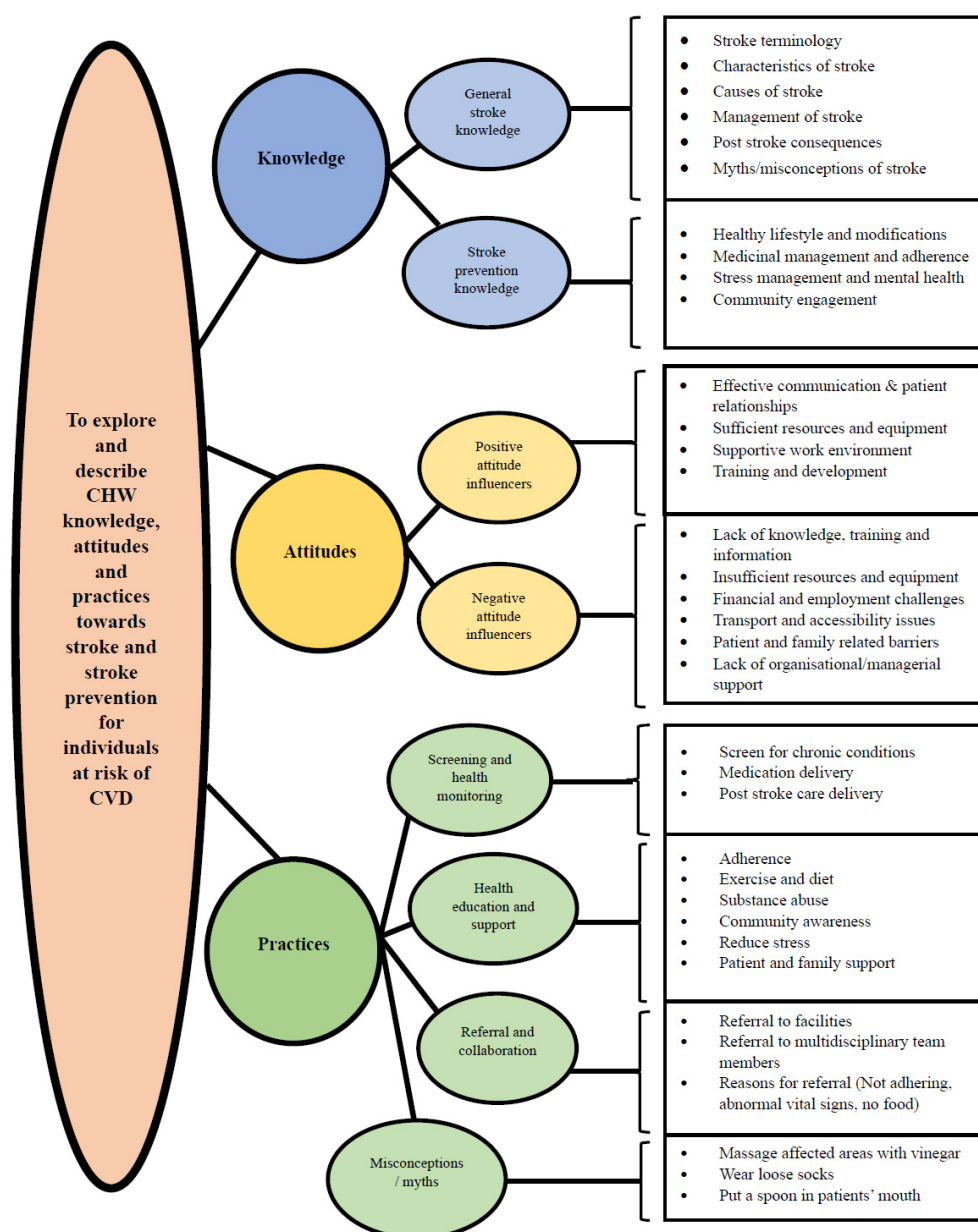 To explore
and
describe
CHW
knowledge,
attitudes
and
practices
towards
stroke and
stroke
prevention
for
individuals
at risk of
CVD
Knowledge
General
stroke
knowledge
• Stroke terminology
• Characteristics of stroke
• Causes of stroke
• Management of stroke
• Post stroke consequences
• Myths/misconceptions of stroke
Stroke
prevention
knowledge
• Healthy lifestyle and modifications
• Medicinal management and adherence
• Stress management and mental health
• Community engagement
Attitudes
Positive
attitude
influencers
• Effective communication & patient
relationships
• Sufficient resources and equipment
• Supportive work environment
• Training and development
Negative
attitude
influencers
• Lack of knowledge, training and
information
• Insufficient resources and equipment
• Financial and employment challenges
• Transport and accessibility issues
• Patient and family related barriers
• Lack of organisational/managerial
support
Practices
Screening and
health
monitoring
• Screen for chronic conditions
• Medication delivery
• Post stroke care delivery
Health
education and
support
• Adherence
• Exercise and diet
• Substance abuse
• Community awareness
• Reduce stress
• Patient and family support
Referral and
collaboration
• Referral to facilities
• Referral to multidisciplinary team
members
• Reasons for referral (Not adhering,
abnormal vital signs, no food)
Misconceptions
/ myths
• Massage affected areas with vinegar
• Wear loose socks
• Put a spoon in patients' mouth